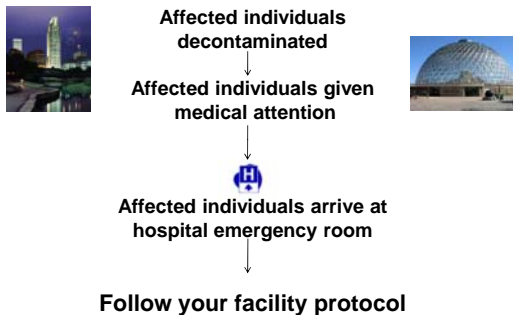 Affected individuals
decontaminated
Affected individuals given
medical attention
H
Affected individuals arrive at
hospital emergency room
Follow your facility protocol